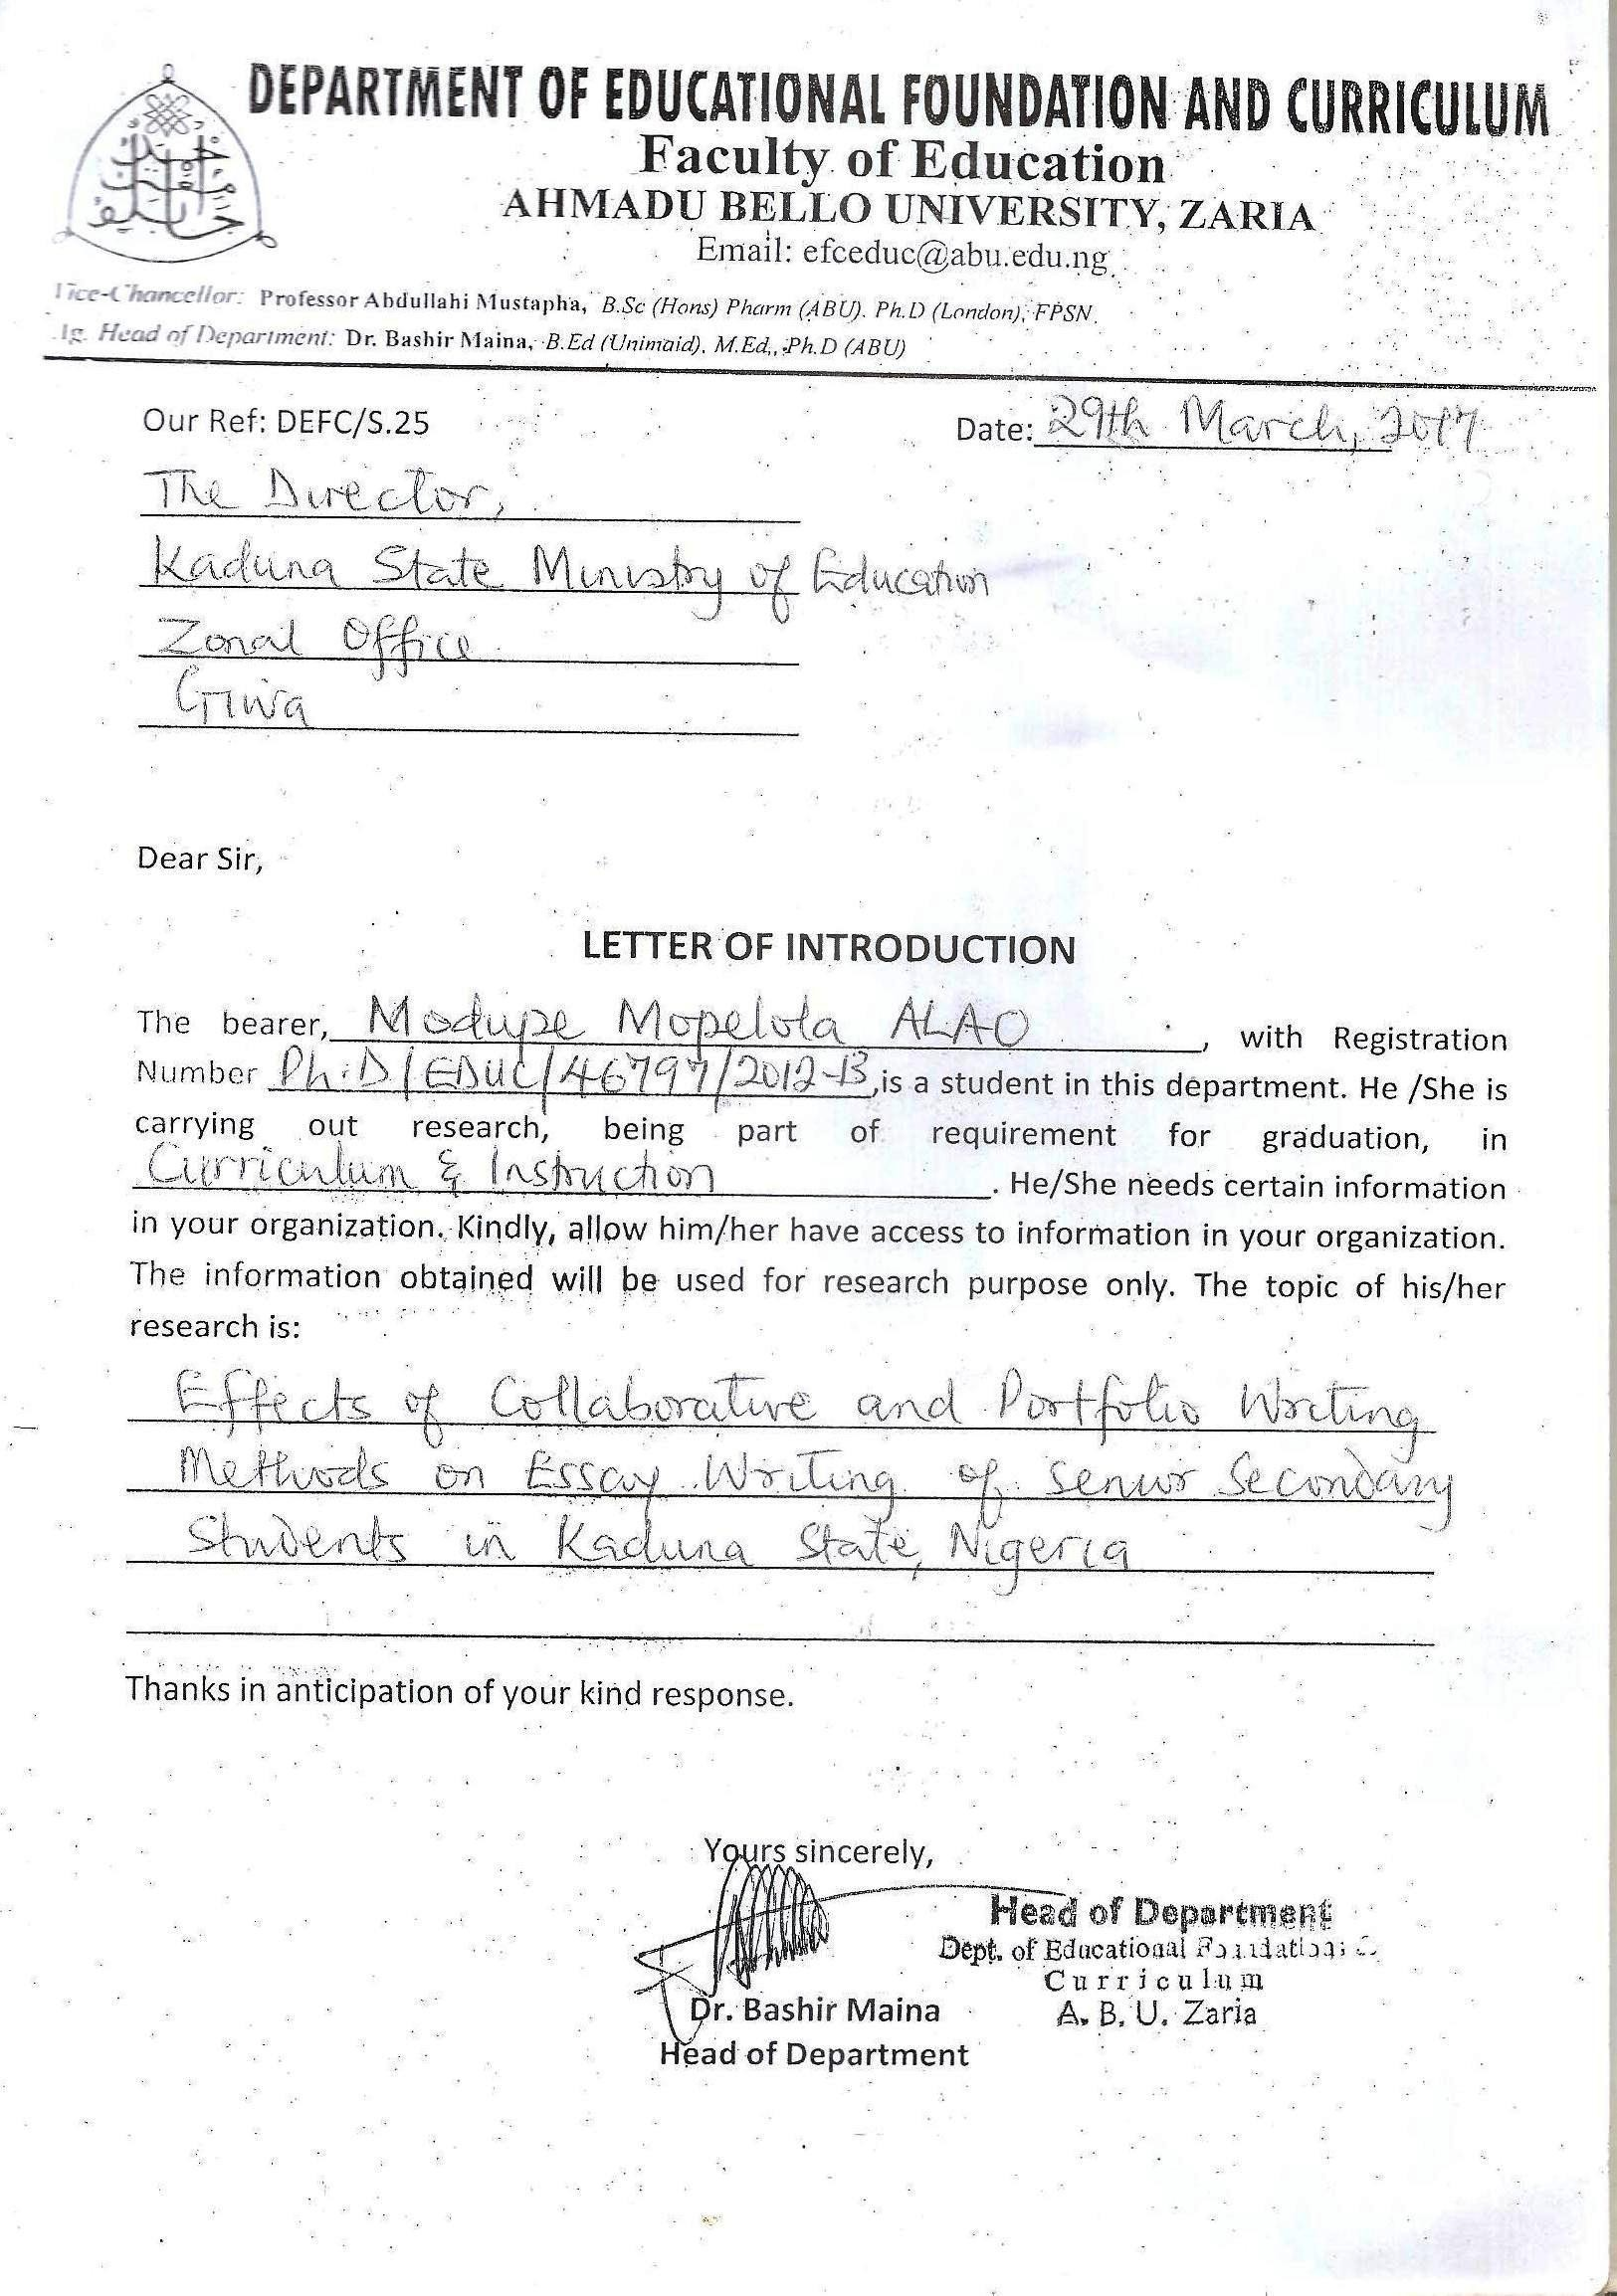 DEPARTMENT OF EDUCATIONAL FOUNDATION AND CURRICULUM
Faculty of Education
AHMADU BELLO UNIVERSITY, ZARIA
Email: efceduc@abu.edu.ng
Vice-Chancellor: Professor Abdullahi Mustapha, B.Sc (Hons) Pharm (ABU). Ph.D (London), FPSN
Ag. Head of Department: Dr. Bashir Maina, B.Ed (Unimaid), M.Ed,, Ph.D (ABU)
Our Ref: DEFC/S.25 Date: 29th March, 2017
The Director,
Kaduna State Ministry of Education
Zonal Office
Giwa
Dear Sir,
LETTER OF INTRODUCTION
The bearer, Modupe Mopelola ALAO, with Registration
Number Ph.D/EDUC/46797/2012-13,is a student in this department. He /She is
carrying out research, being part of requirement for graduation, in
Curriculum & Instruction. He/She needs certain information
in your organization. Kindly, allow him/her have access to information in your organization.
The information obtained will be used for research purpose only. The topic of his/her
research is:
Effects of Collaborative and Portfolio Writing
Methods on Essay Writing of Senior Secondary
Students in Kaduna State, Nigeria
Thanks in anticipation of your kind response.
Yours sincerely,
Head of Department
Dept. of Educational
Curriculum
A. B. U. Zaria
Dr. Bashir Maina
Head of Department